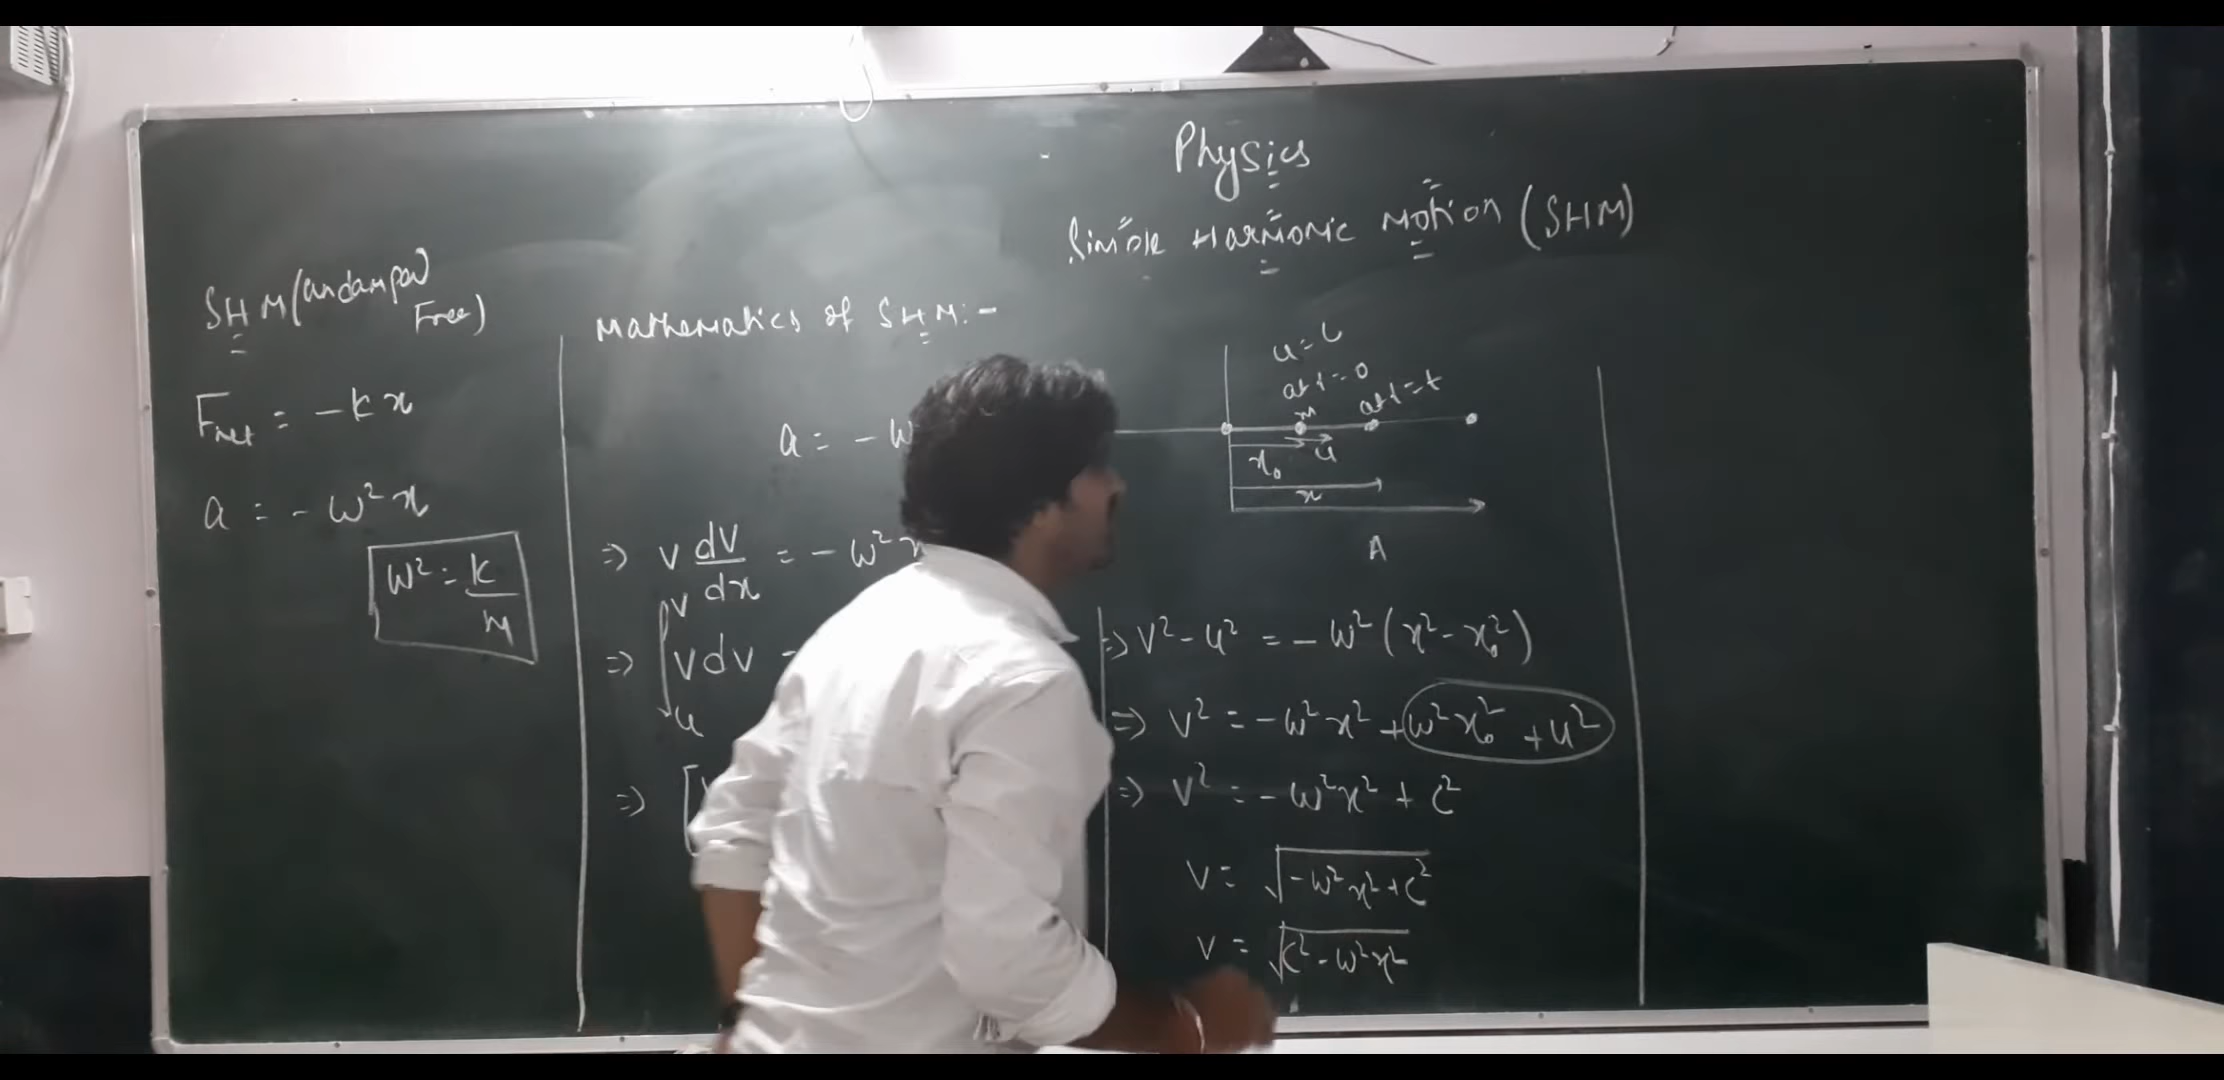 Physics
Simple Harmonic Motion (SHM)
SHM (undamped
Free)
Fnet = -kx
a = -ω²x
ω² = k/m
Mathematics of SHM:-
a = -ω
⇒ v dv/dx = -ω²x
⇒ ∫ᵤᵛ vdv =
⇒ [v
u =
at t=0
m
at t=t
x₀
u
x
A
⇒ v² - u² = -ω²(x² - x₀²)
⇒ v² = -ω²x² + ω²x₀² + u²
⇒ v² = -ω²x² + c²
v = √(-ω²x² + c²)
v = √(c² - ω²x²)